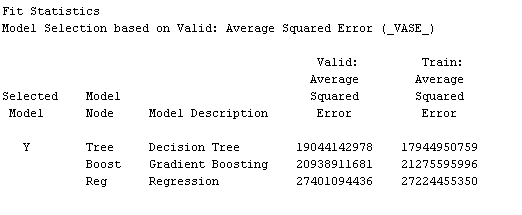 Fit Statistics
Model Selection based on Valid: Average Squared Error (_VASE_)
Valid: Train:
Average Average
Selected Model Squared Squared
Model Node Model Description Error Error
Y Tree Decision Tree 19044142978 17944950759
Boost Gradient Boosting 20938911681 21275595996
Reg Regression 27401094436 27224455350